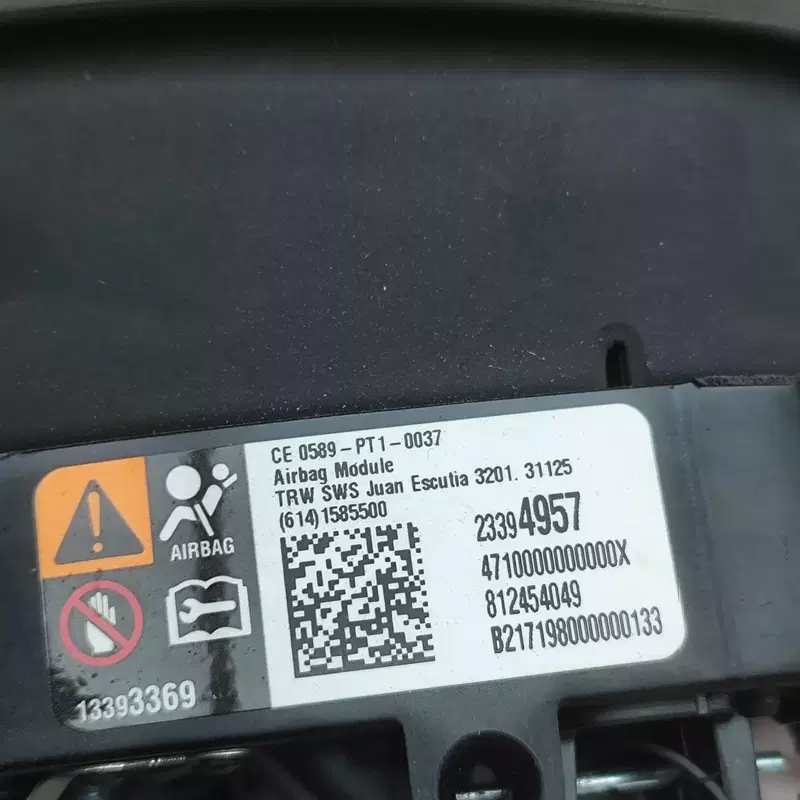 CE 0589-PT1-0037
Airbag Module
TRW SWS Juan Escutia 3201. 31125
(614)1585500
23394957
4710000000000X
812454049
B217198000000133
AIRBAG
13393369